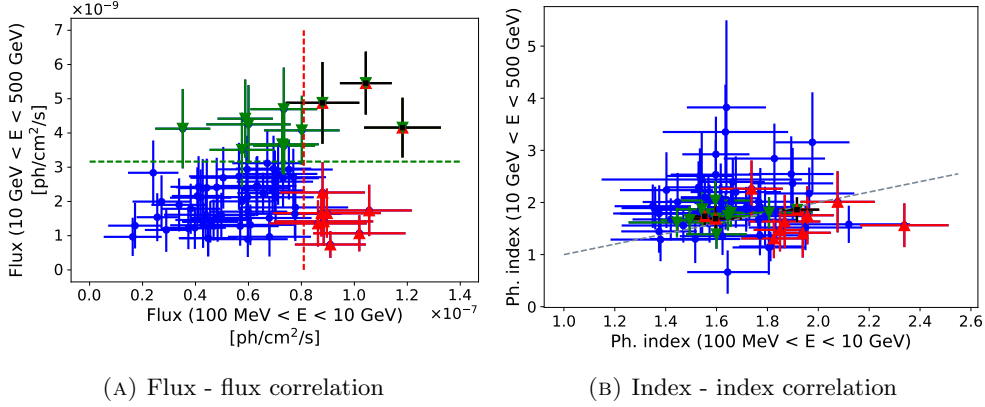 ×10⁻⁹
7
6
5
4
3
2
1
0
Flux (10 GeV < E < 500 GeV)
[ph/cm²/s]
0.0 0.2 0.4 0.6 0.8 1.0 1.2 1.4
Flux (100 MeV < E < 10 GeV) ×10⁻⁷
[ph/cm²/s]
(A) Flux - flux correlation
5
4
3
2
1
0
Ph. index (10 GeV < E < 500 GeV)
1.0 1.2 1.4 1.6 1.8 2.0 2.2 2.4 2.6
Ph. index (100 MeV < E < 10 GeV)
(B) Index - index correlation